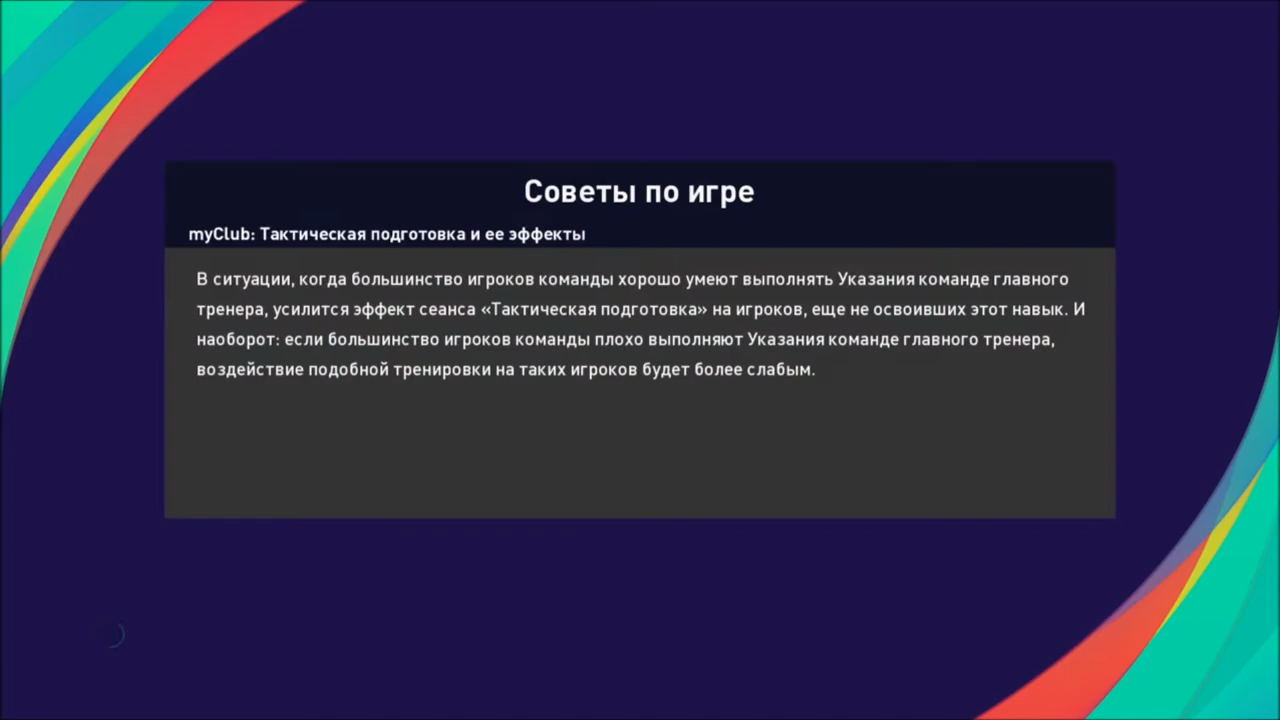 Советы по игре
myClub: Тактическая подготовка и ее эффекты
В ситуации, когда большинство игроков команды хорошо умеют выполнять Указания команде главного
тренера, усилится эффект сеанса «Тактическая подготовка» на игроков, еще не освоивших этот навык. И
наоборот: если большинство игроков команды плохо выполняют Указания команде главного тренера,
воздействие подобной тренировки на таких игроков будет более слабым.